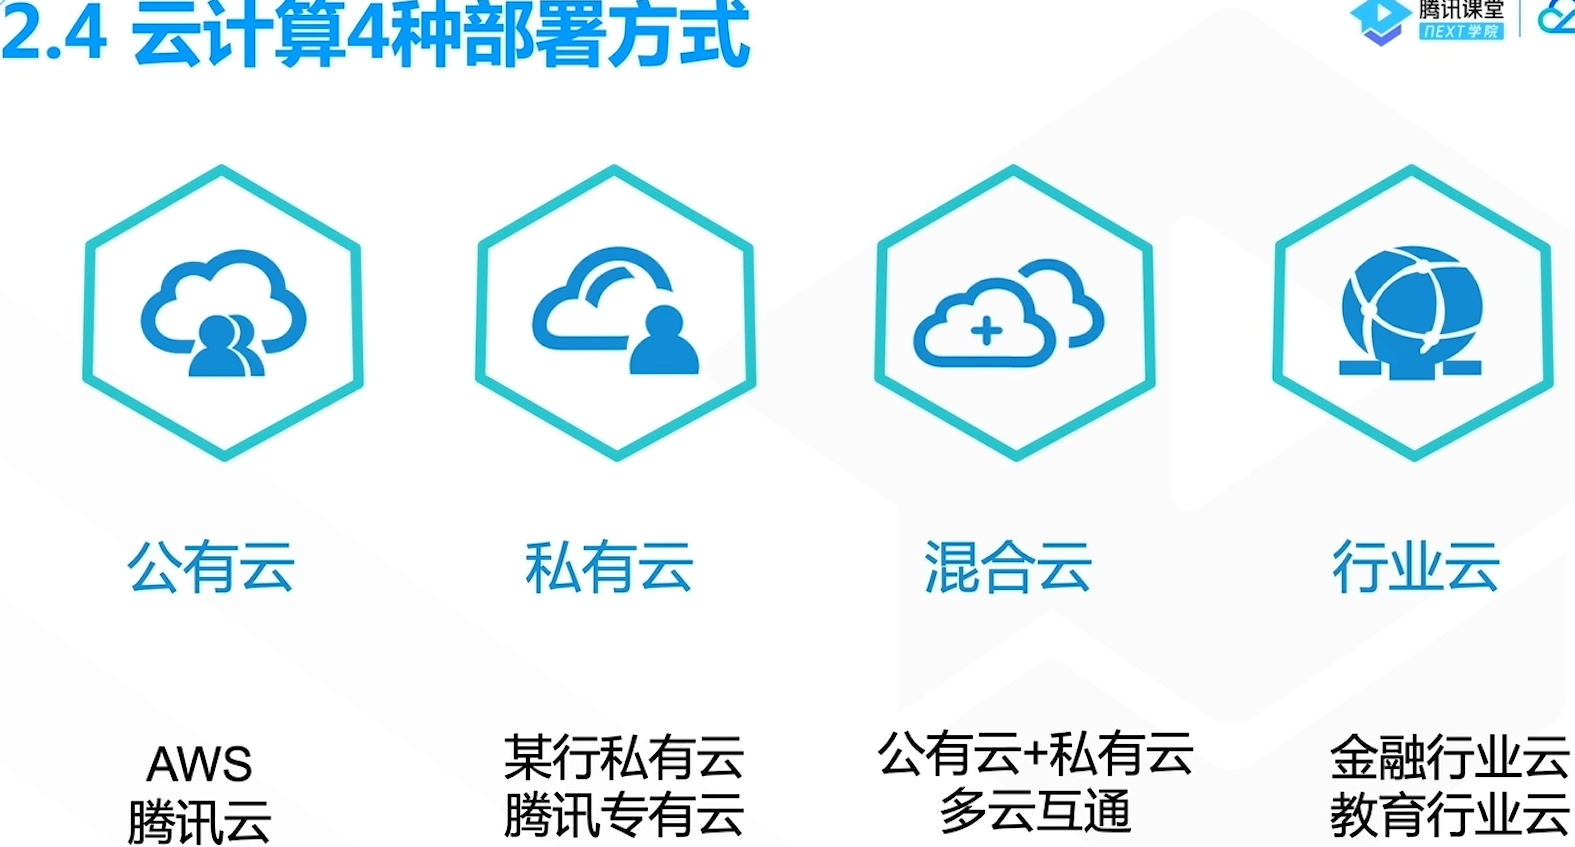 2.4 云计算4种部署方式
腾讯课堂
NEXT学院
公有云
私有云
混合云
行业云
AWS
腾讯云
某行私有云
腾讯专有云
公有云+私有云
多云互通
金融行业云
教育行业云